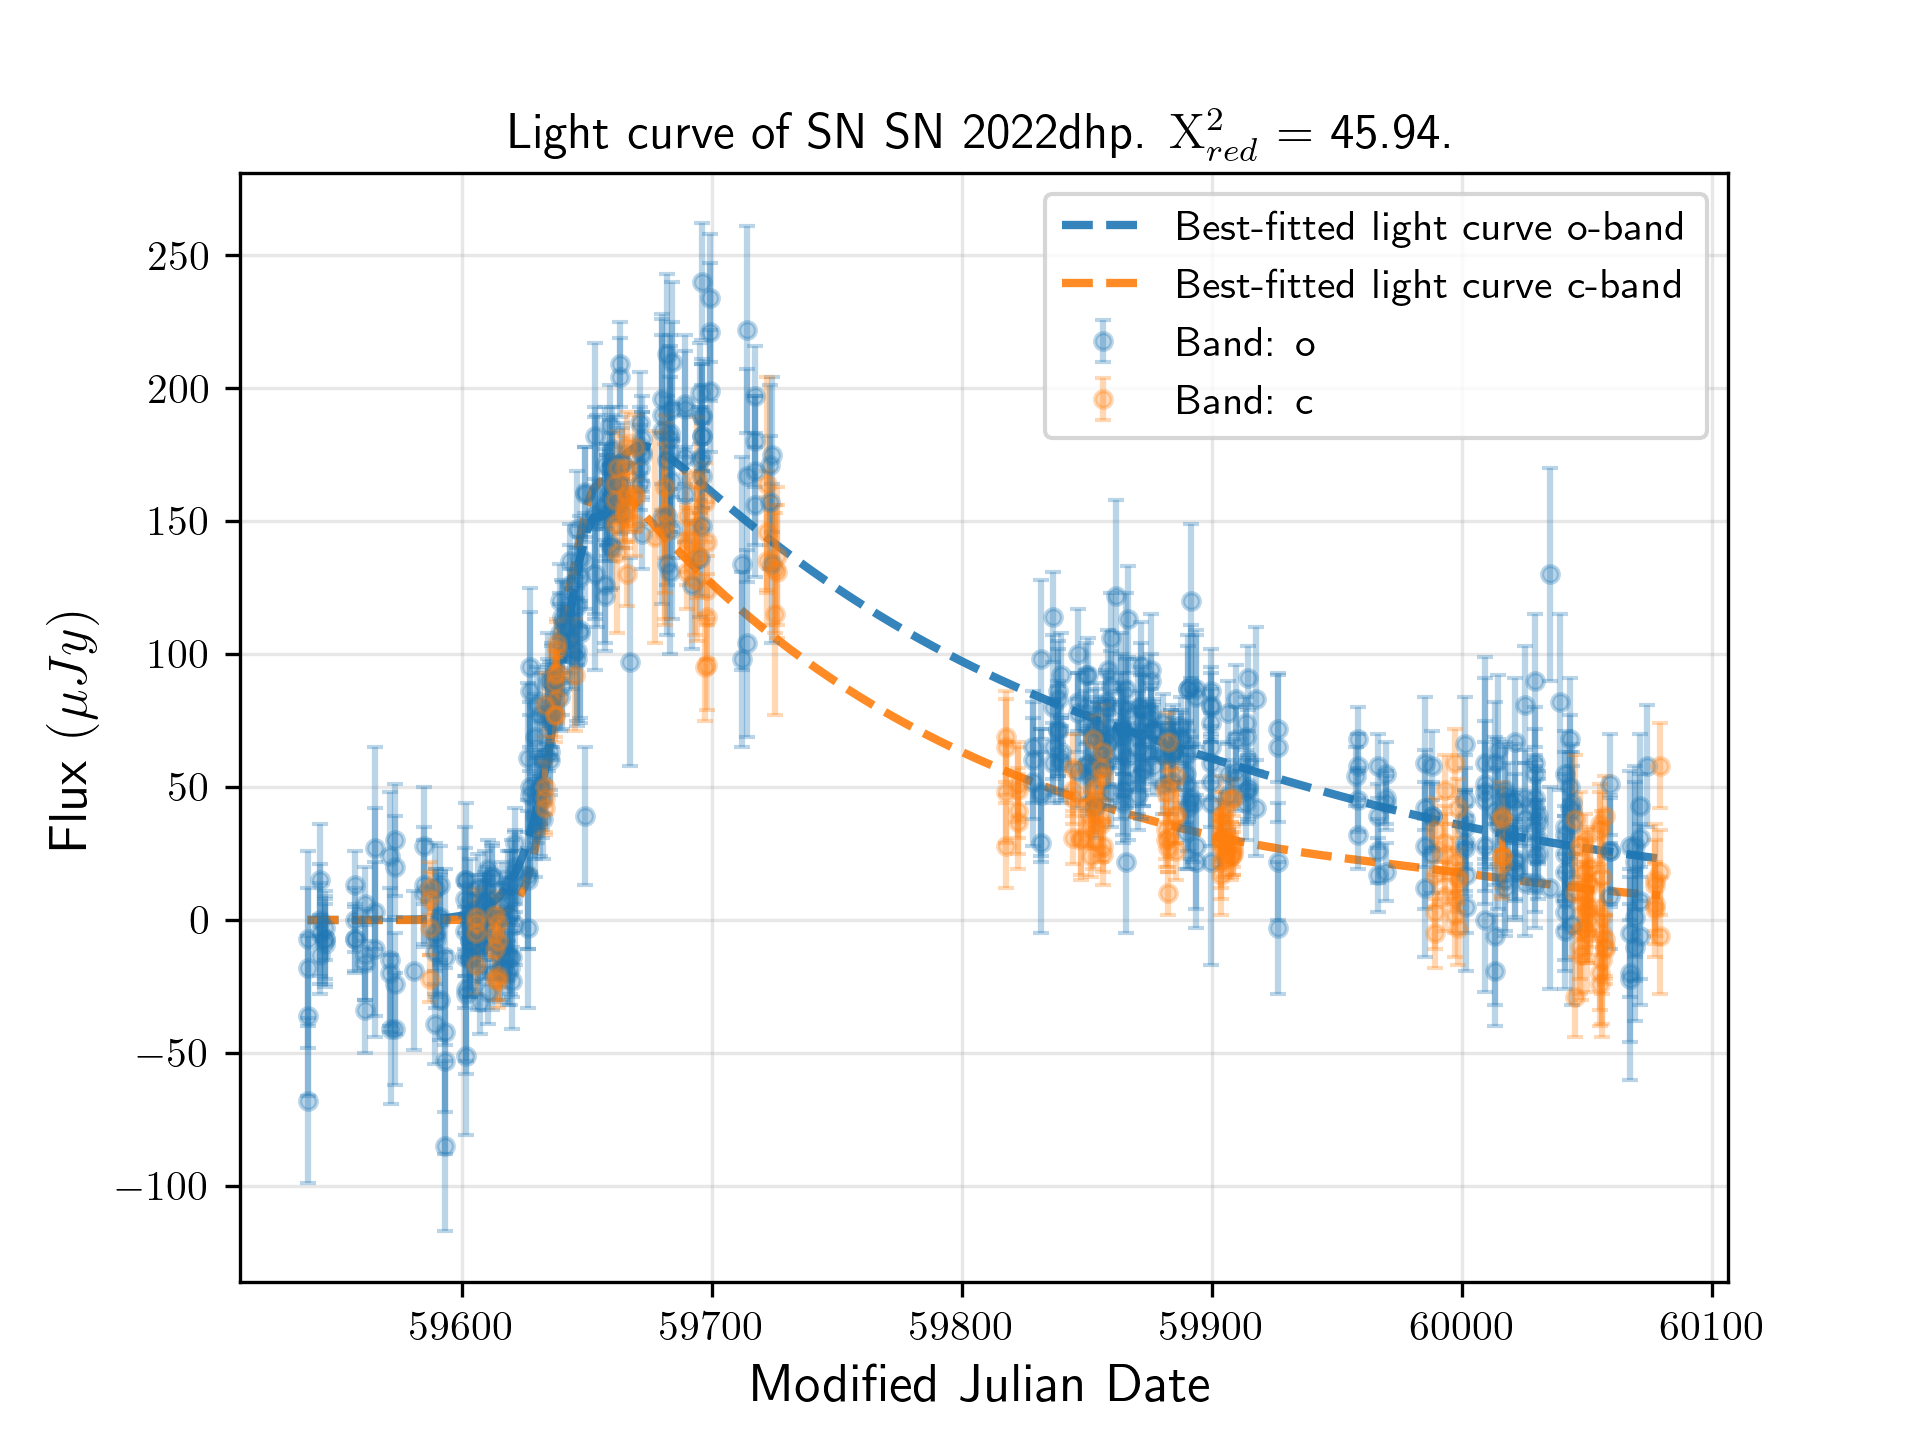 Light curve of SN SN 2022dhp. X²_red = 45.94.
Best-fitted light curve o-band
Best-fitted light curve c-band
Band: o
Band: c
Flux (μJy)
250
200
150
100
50
0
−50
−100
59600 59700 59800 59900 60000 60100
Modified Julian Date